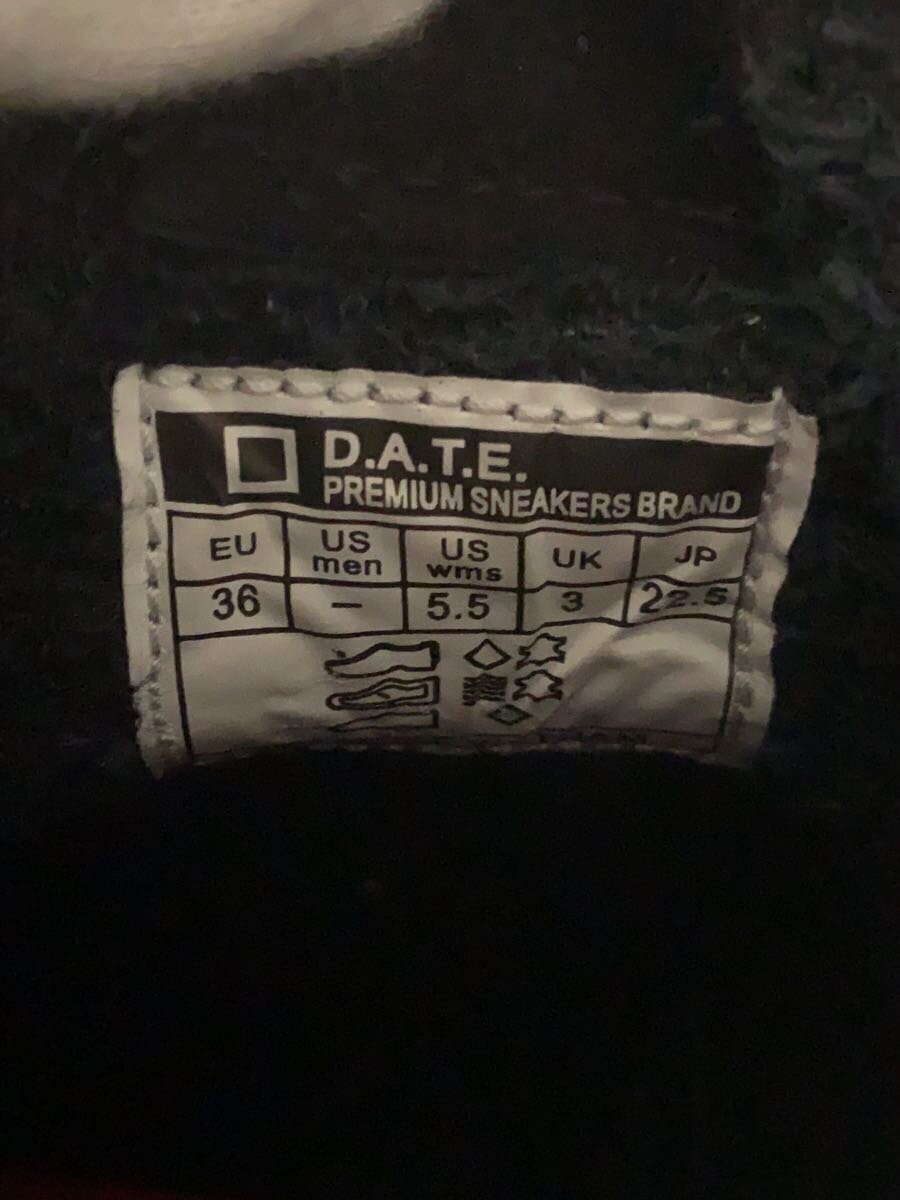 D.A.T.E.
PREMIUM SNEAKERS BRAND
EU US men US wms UK JP
36 – 5.5 3 22.5